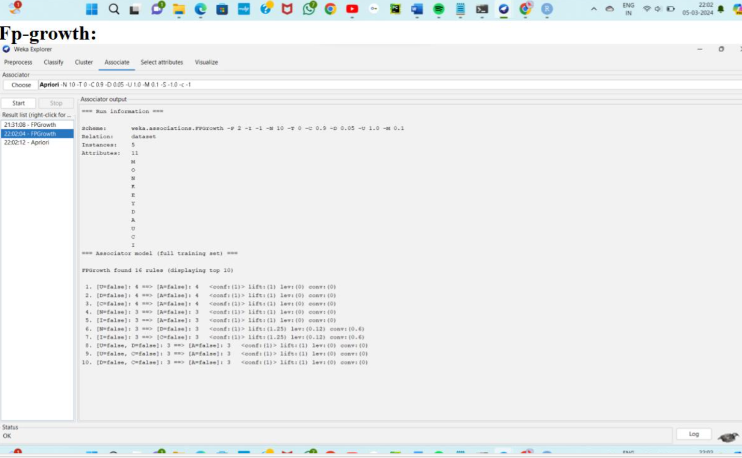 ENG
IN
22:02
05-03-2024
Fp-growth:
Weka Explorer
Preprocess Classify Cluster Associate Select attributes Visualize
Associator
Choose Apriori -N 10 -T 0 -C 0.9 -D 0.05 -U 1.0 -M 0.1 -S -1.0 -c -1
Start Stop
Result list (right-click for ...
21:31:08 - FPGrowth
22:02:04 - FPGrowth
22:02:12 - Apriori
Associator output
=== Run information ===
Scheme: weka.associations.FPGrowth -P 2 -I -1 -N 10 -T 0 -C 0.9 -D 0.05 -U 1.0 -M 0.1
Relation: dataset
Instances: 5
Attributes: 11
M
O
N
K
E
Y
D
A
U
C
I
=== Associator model (full training set) ===
FPGrowth found 16 rules (displaying top 10)
1. [U=false]: 4 ==> [A=false]: 4 <conf:(1)> lift:(1) lev:(0) conv:(0)
2. [D=false]: 4 ==> [A=false]: 4 <conf:(1)> lift:(1) lev:(0) conv:(0)
3. [C=false]: 4 ==> [A=false]: 4 <conf:(1)> lift:(1) lev:(0) conv:(0)
4. [N=false]: 3 ==> [A=false]: 3 <conf:(1)> lift:(1) lev:(0) conv:(0)
5. [I=false]: 3 ==> [A=false]: 3 <conf:(1)> lift:(1) lev:(0) conv:(0)
6. [N=false]: 3 ==> [D=false]: 3 <conf:(1)> lift:(1.25) lev:(0.12) conv:(0.6)
7. [I=false]: 3 ==> [C=false]: 3 <conf:(1)> lift:(1.25) lev:(0.12) conv:(0.6)
8. [U=false, D=false]: 3 ==> [A=false]: 3 <conf:(1)> lift:(1) lev:(0) conv:(0)
9. [U=false, C=false]: 3 ==> [A=false]: 3 <conf:(1)> lift:(1) lev:(0) conv:(0)
10. [D=false, C=false]: 3 ==> [A=false]: 3 <conf:(1)> lift:(1) lev:(0) conv:(0)
Status
OK
Log
ENG
22:02